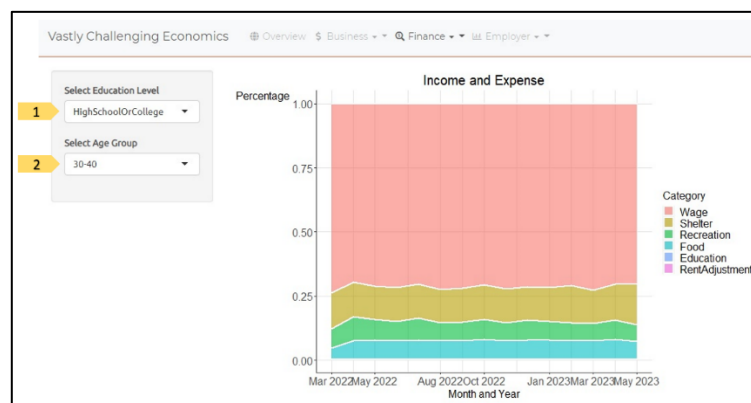 Vastly Challenging Economics Overview $ Business Finance Employer
Select Education Level
1 HighSchoolOrCollege
Select Age Group
2 30-40
Income and Expense
Percentage
1.00
0.75
0.50
0.25
0.00
Mar 2022 May 2022 Aug 2022 Oct 2022 Jan 2023 Mar 2023 May 2023
Month and Year
Category
Wage
Shelter
Recreation
Food
Education
RentAdjustment